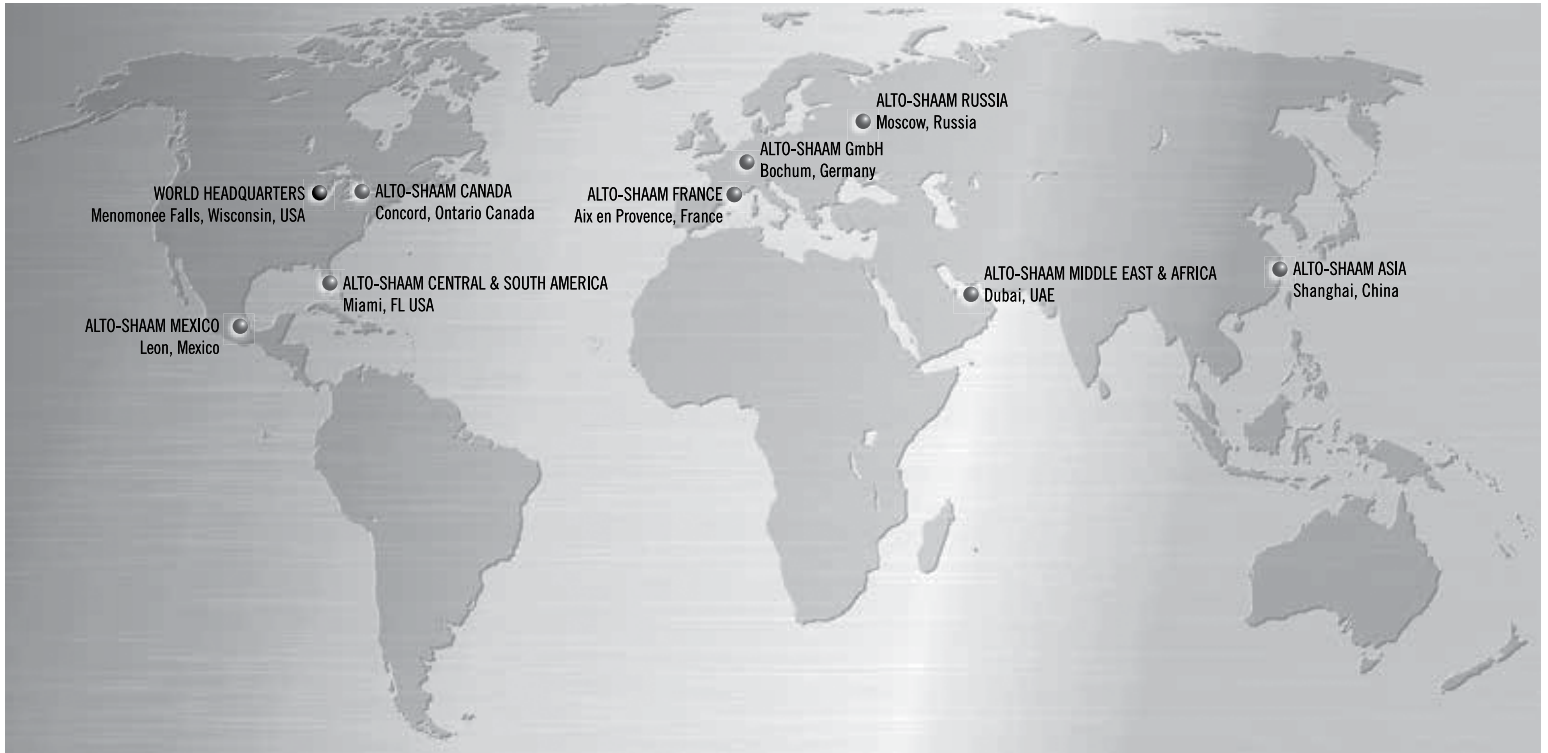 ALTO-SHAAM RUSSIA
Moscow, Russia
ALTO-SHAAM GmbH
Bochum, Germany
WORLD HEADQUARTERS
Menomonee Falls, Wisconsin, USA
ALTO-SHAAM CANADA
Concord, Ontario Canada
ALTO-SHAAM FRANCE
Aix en Provence, France
ALTO-SHAAM CENTRAL & SOUTH AMERICA
Miami, FL USA
ALTO-SHAAM MIDDLE EAST & AFRICA
Dubai, UAE
ALTO-SHAAM ASIA
Shanghai, China
ALTO-SHAAM MEXICO
Leon, Mexico